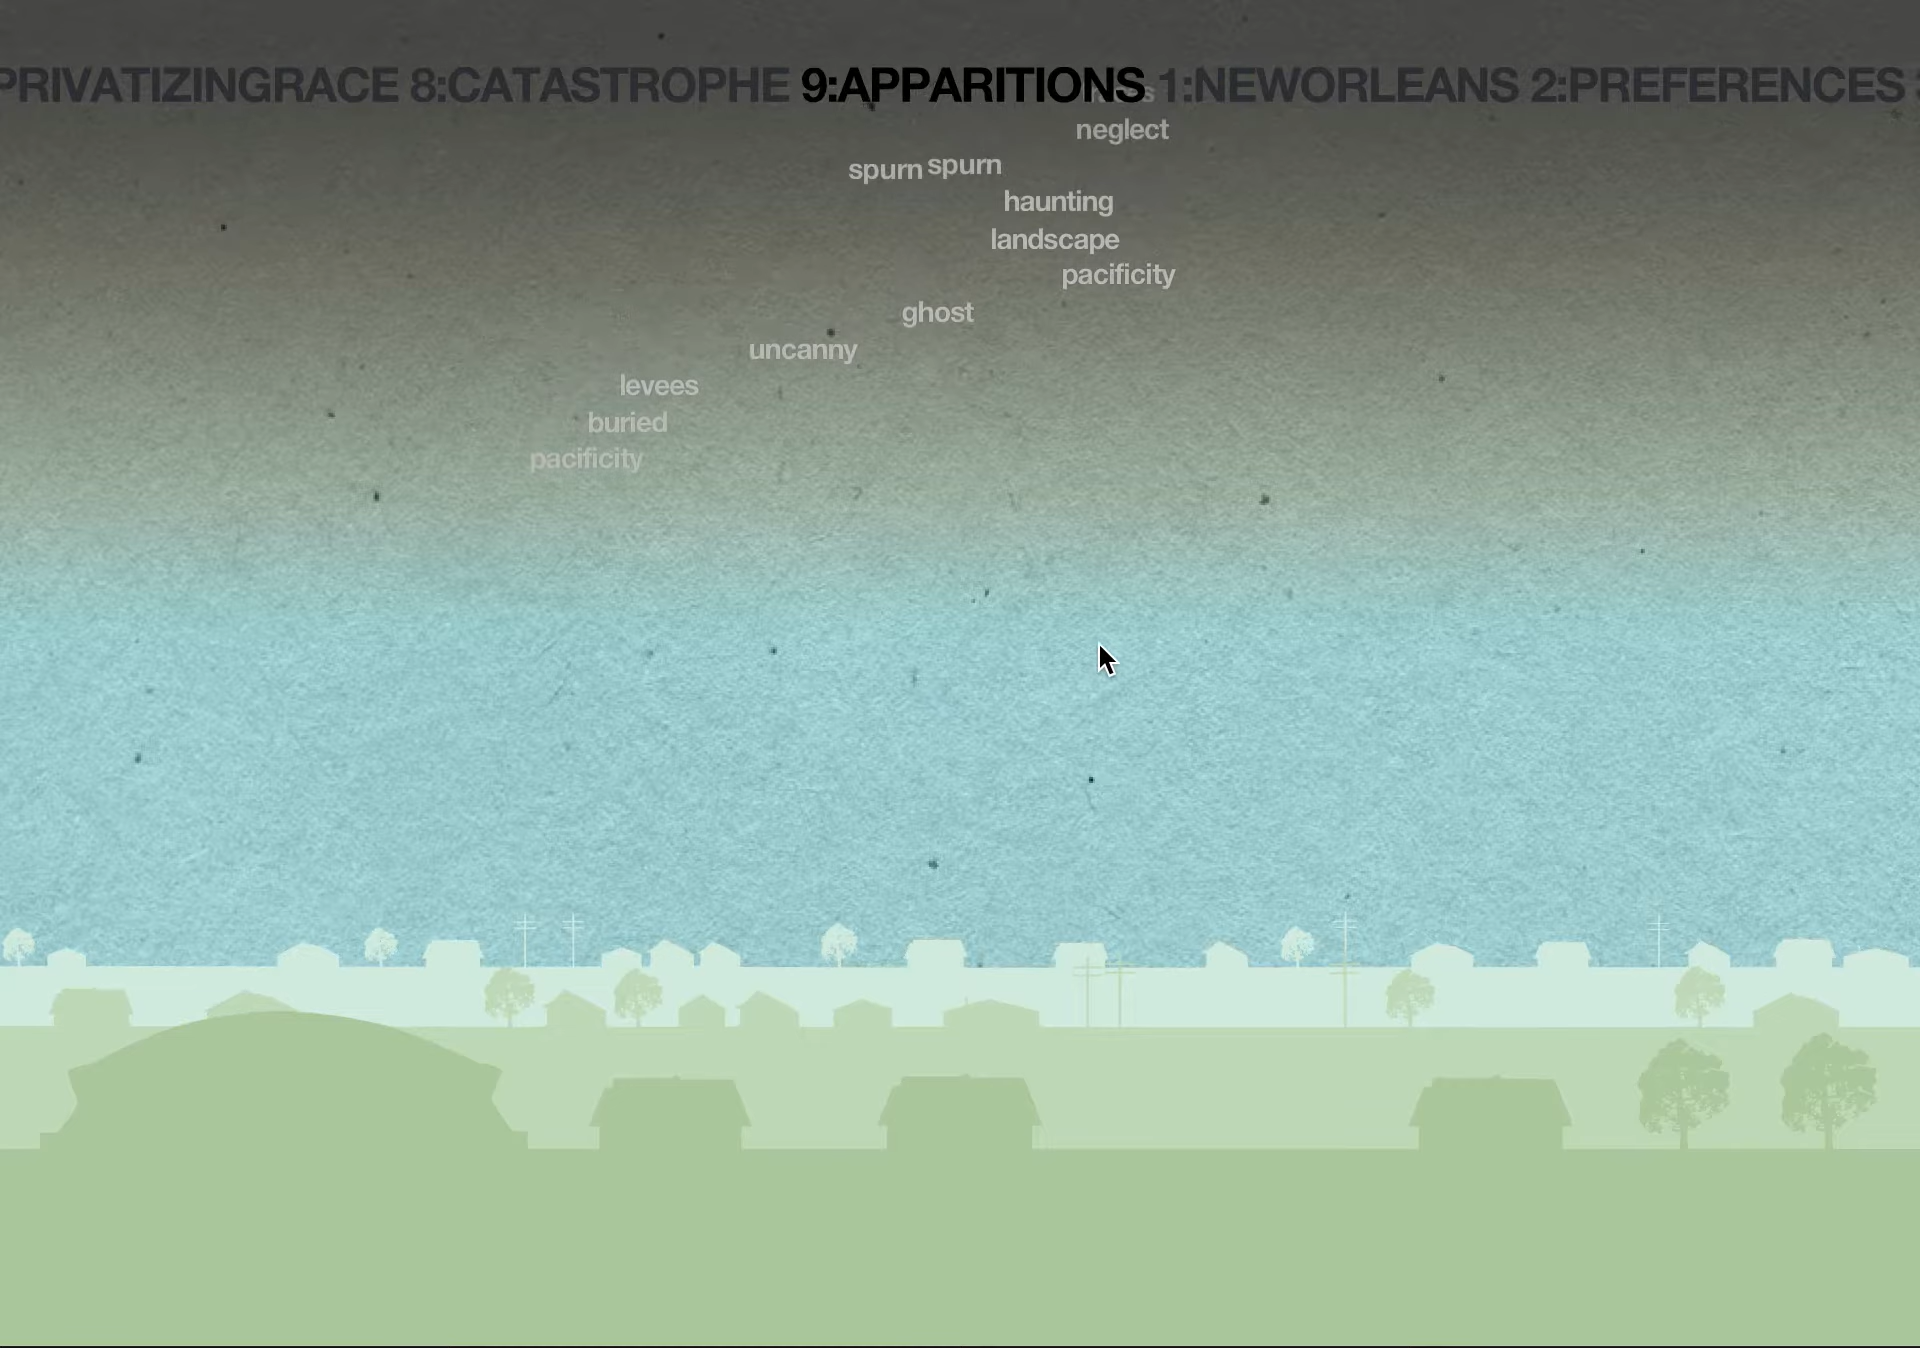 PRIVATIZINGRACE 8:CATASTROPHE 9:APPARITIONS 1:NEWORLEANS 2:PREFERENCES
neglect
spurn spurn
haunting
landscape
pacificity
ghost
uncanny
levees
buried
pacificity